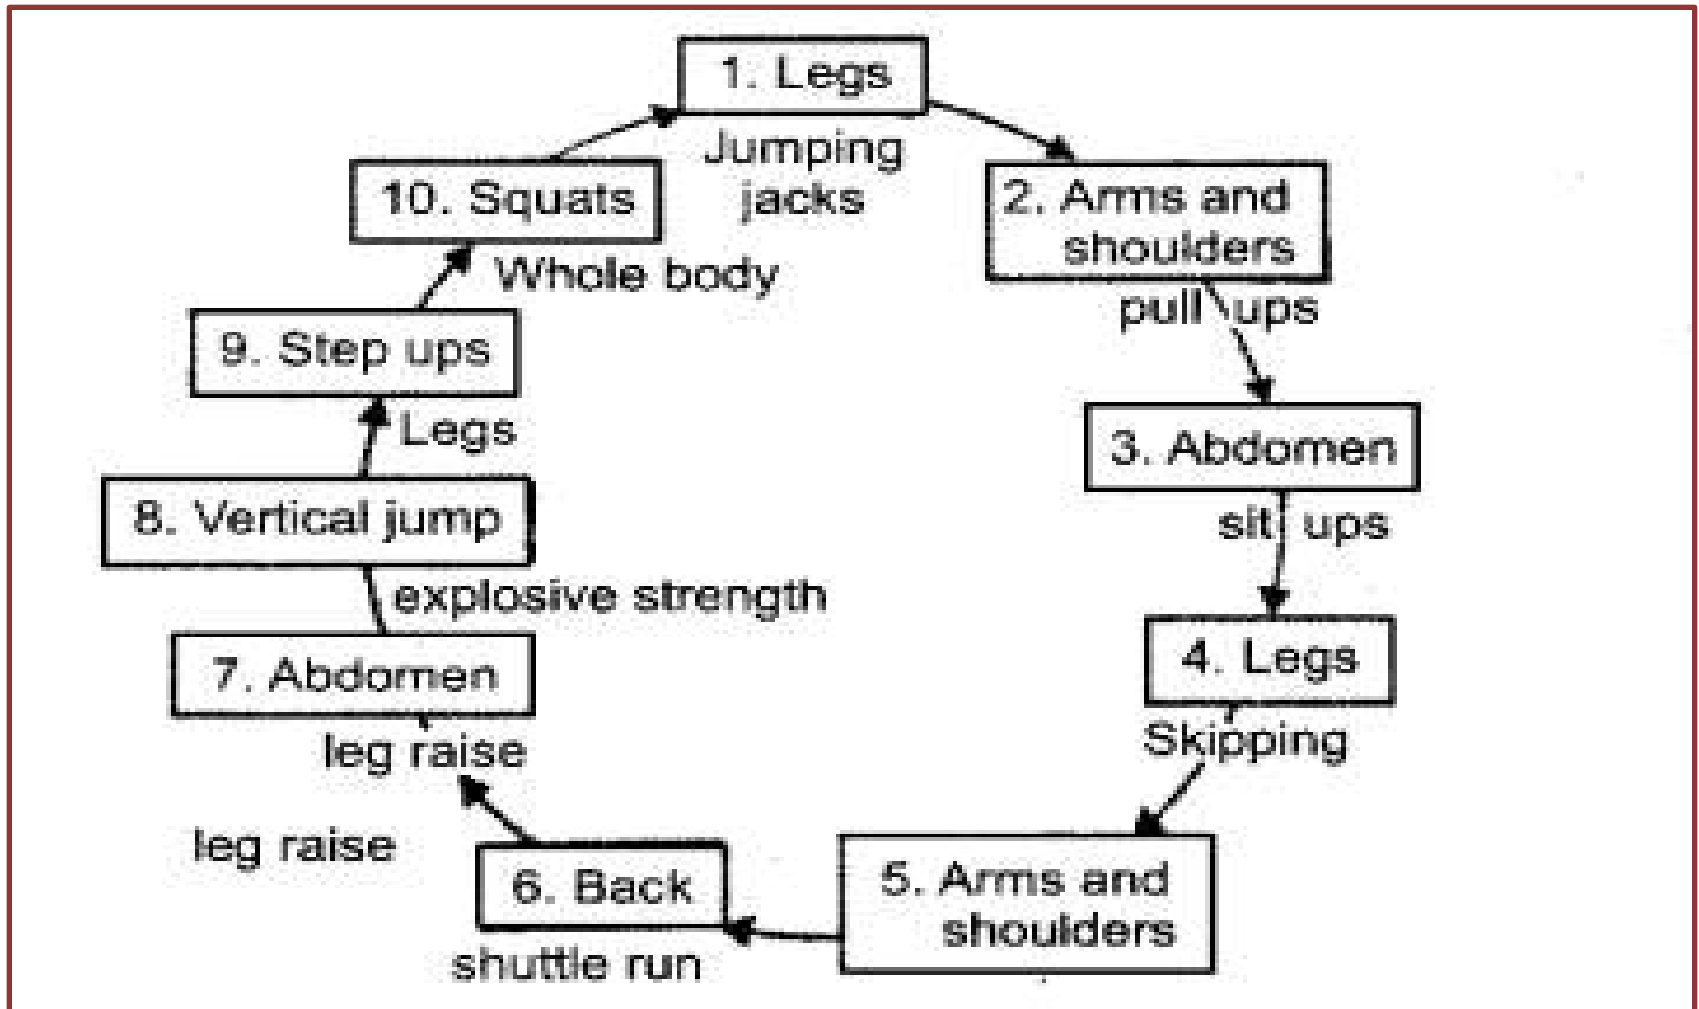 1. Legs
Jumping
jacks
2. Arms and
shoulders
pull ups
3. Abdomen
sit ups
4. Legs
Skipping
5. Arms and
shoulders
6. Back
shuttle run
leg raise
7. Abdomen
leg raise
8. Vertical jump
explosive strength
9. Step ups
Legs
10. Squats
Whole body